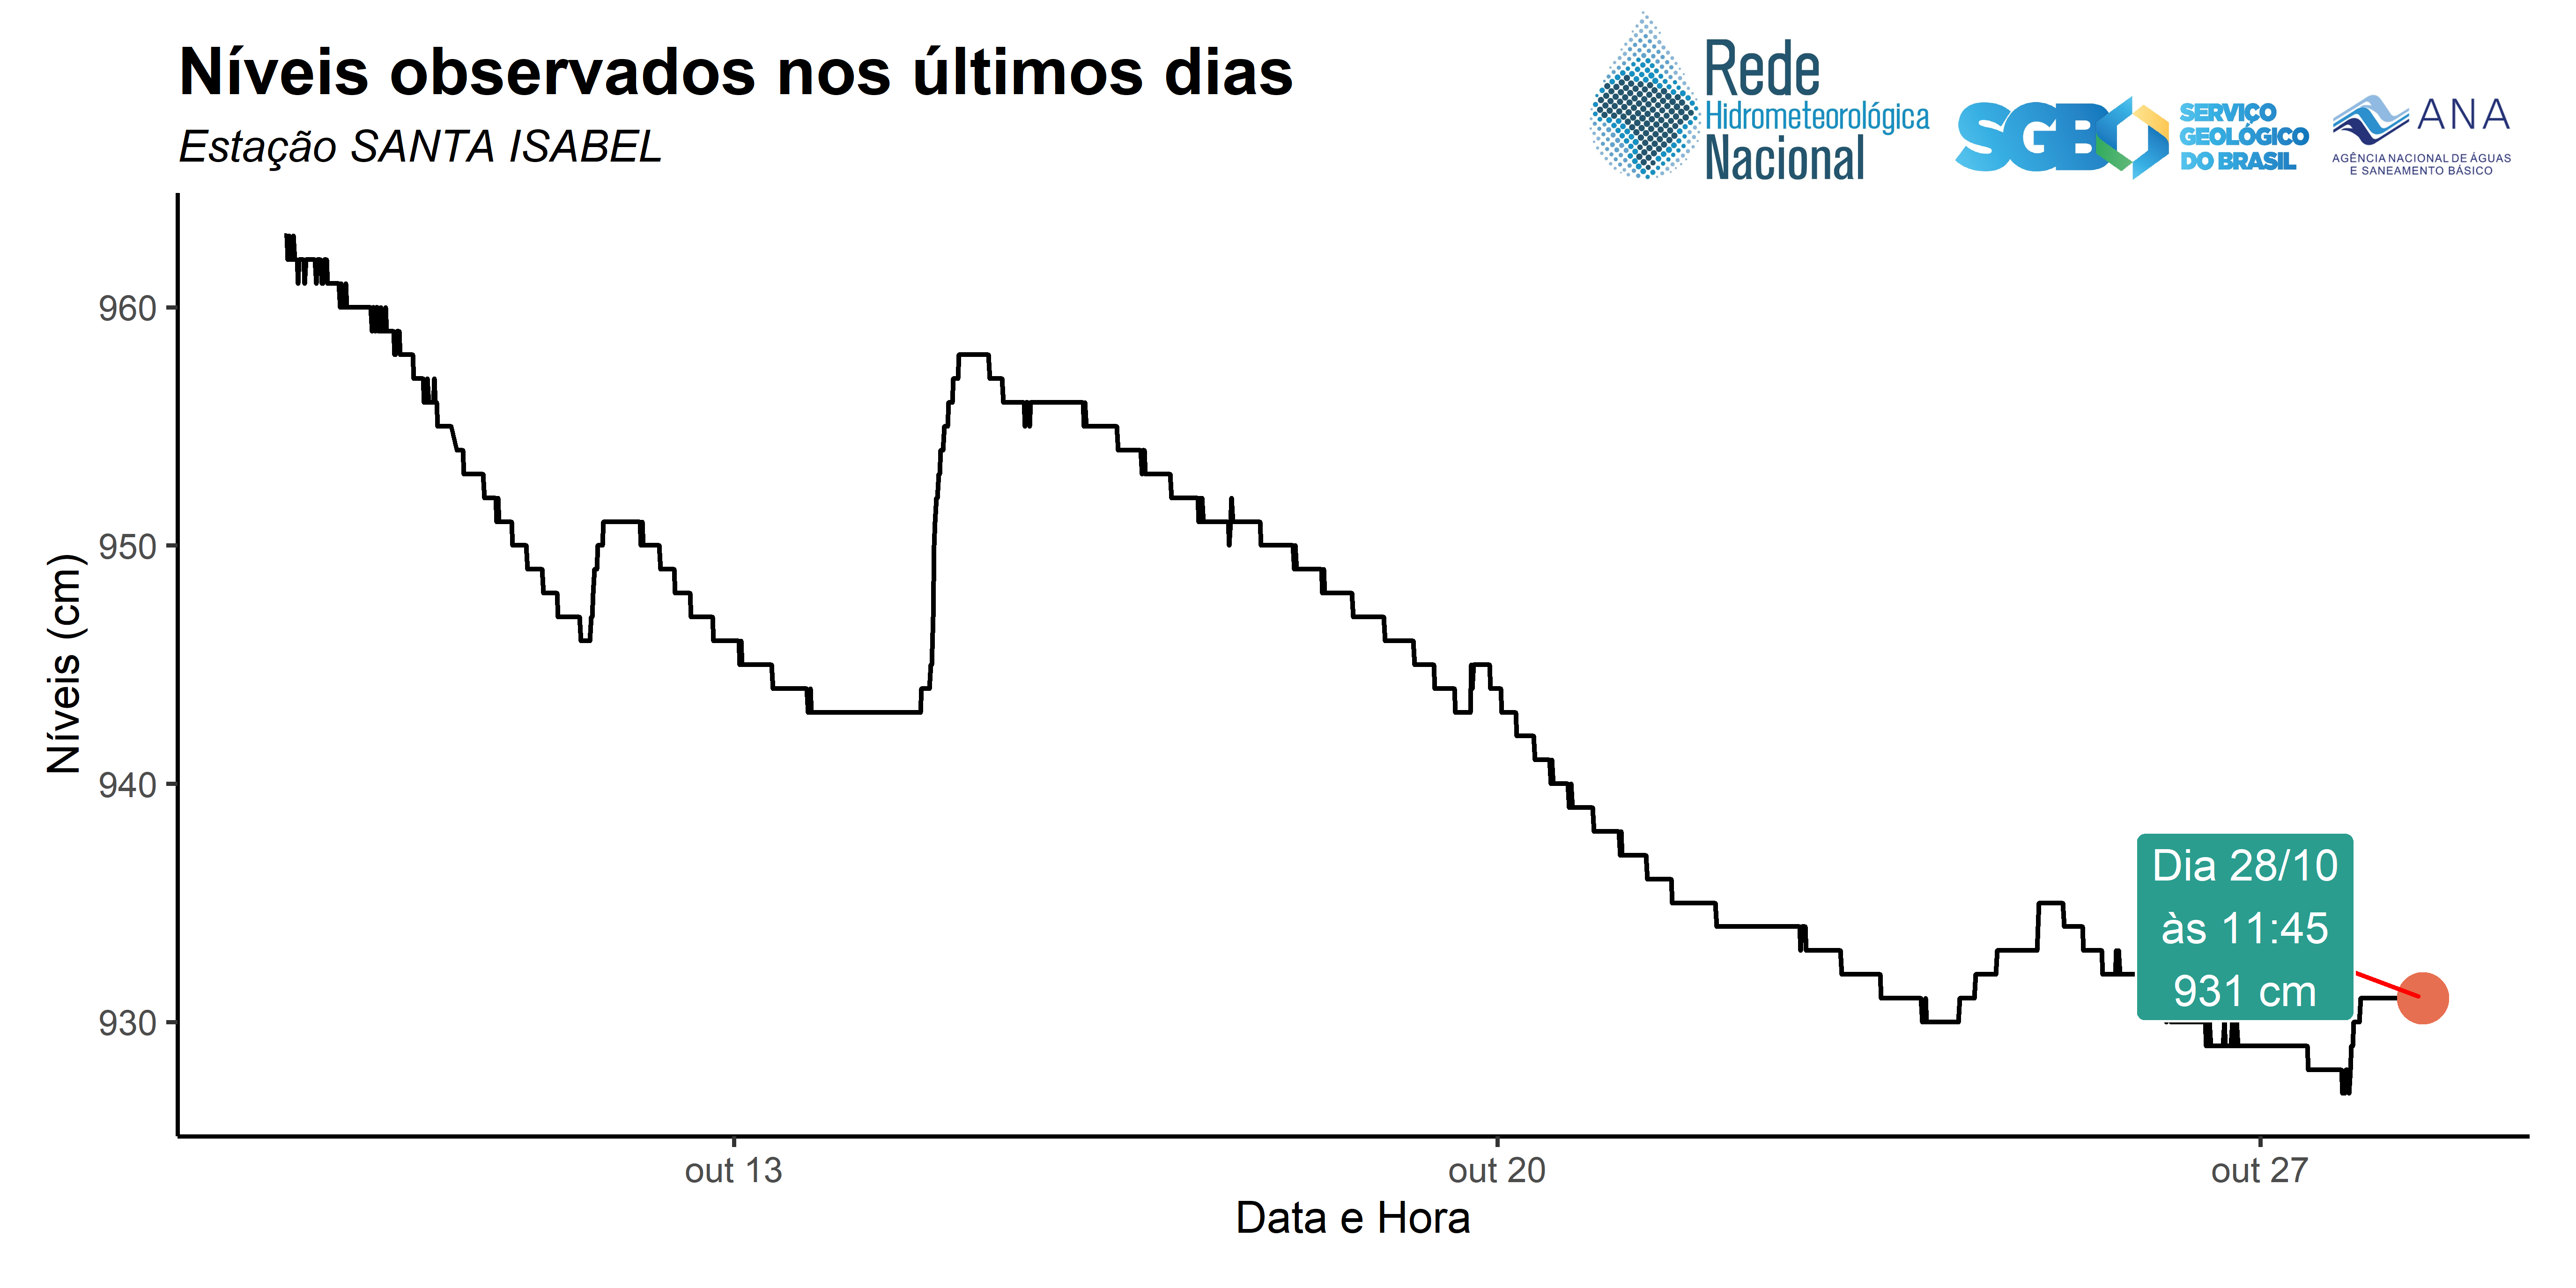 Níveis observados nos últimos dias
Estação SANTA ISABEL
Rede
Hidrometeorológica
Nacional
SGB
SERVIÇO
GEOLÓGICO
DO BRASIL
ANA
AGÊNCIA NACIONAL DE ÁGUAS
E SANEAMENTO BÁSICO
Níveis (cm)
960
950
940
930
Dia 28/10
às 11:45
931 cm
out 13
out 20
out 27
Data e Hora